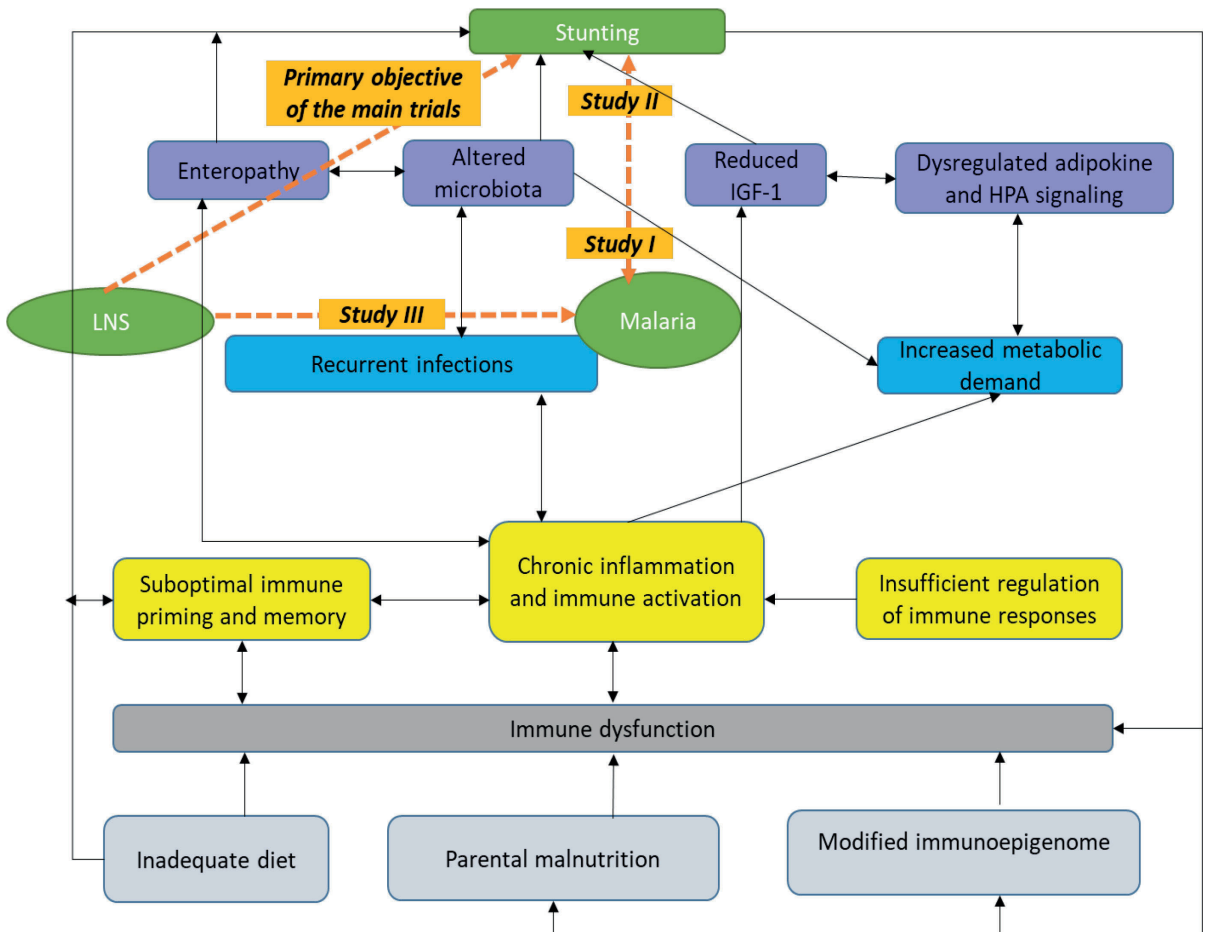 Stunting
Primary objective
of the main trials
Study II
Enteropathy
Altered
microbiota
Reduced
IGF-1
Dysregulated adipokine
and HPA signaling
Study I
LNS
Study III
Malaria
Recurrent infections
Increased metabolic
demand
Suboptimal immune
priming and memory
Chronic inflammation
and immune activation
Insufficient regulation
of immune responses
Immune dysfunction
Inadequate diet
Parental malnutrition
Modified immunoepigenome